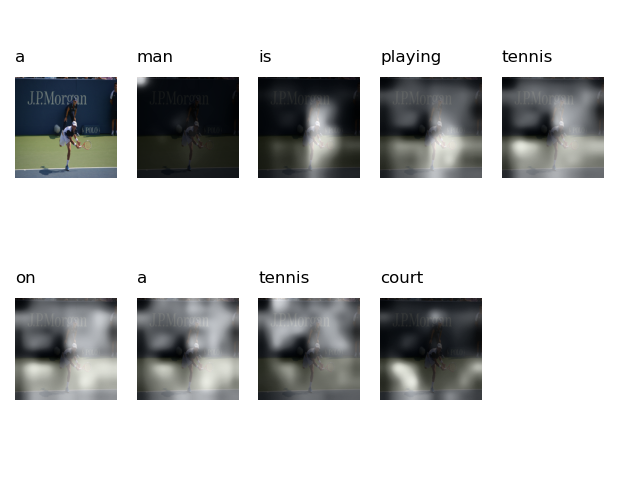 a man is playing tennis
J.P.Morgan J.P.Morgan J.P.Morgan J.P.Morgan J.P.Morgan
POLO
on a tennis court
J.P.Morgan J.P.Morgan J.P.Morgan J.P.Morgan